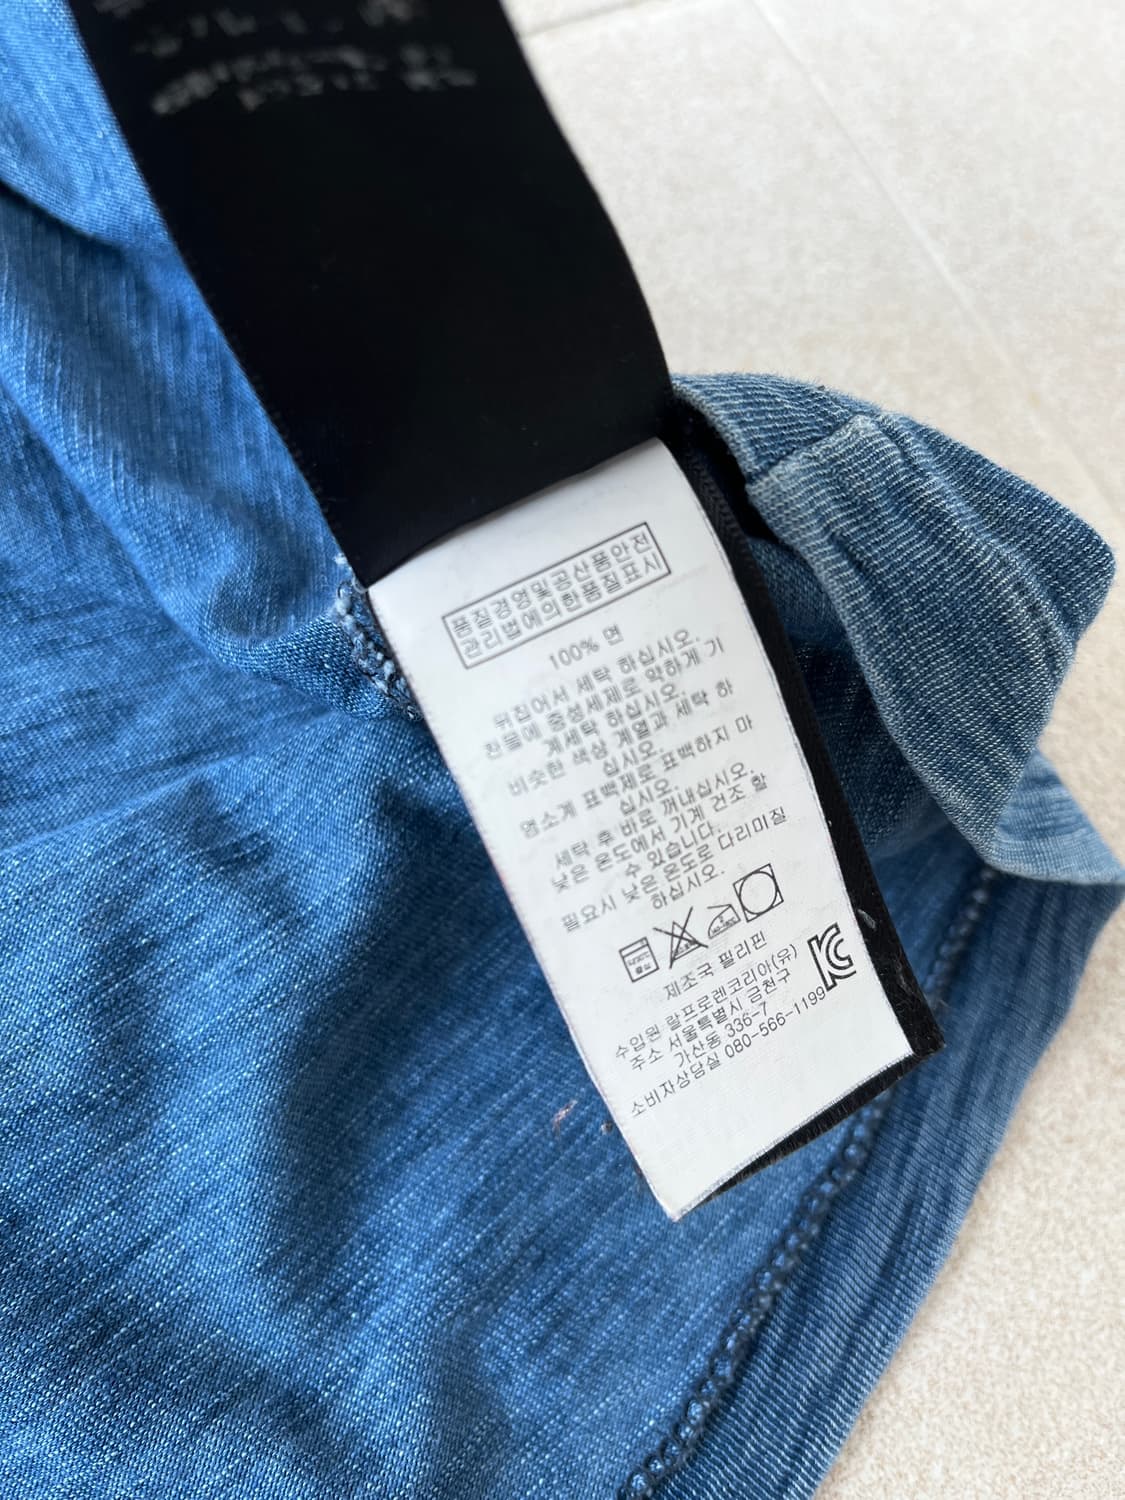 품질경영및공산품안전
관리법에의한품질표시
100% 면
뒤집어서 세탁 하십시오.
찬물에 중성세제로 약하게 기
계세탁 하십시오.
비슷한 색상 계열과 세탁 하
십시오.
염소계 표백제로 표백하지 마
십시오.
세탁 후 바로 꺼내십시오.
낮은 온도에서 기계 건조 할
수 있습니다.
필요시 낮은 온도로 다리미질
하십시오.
제조국 필리핀
수입원 랄프로렌코리아(유)
주소 서울특별시 금천구
가산동 336-7
소비자상담실 080-566-1199